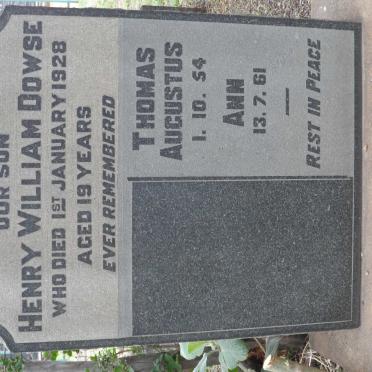 OUR SON
HENRY WILLIAM DOWSE
WHO DIED 1ST JANUARY 1928
AGED 19 YEARS
EVER REMEMBERED
THOMAS
AUGUSTUS
1. 10. 54
ANN
13. 7. 61
REST IN PEACE